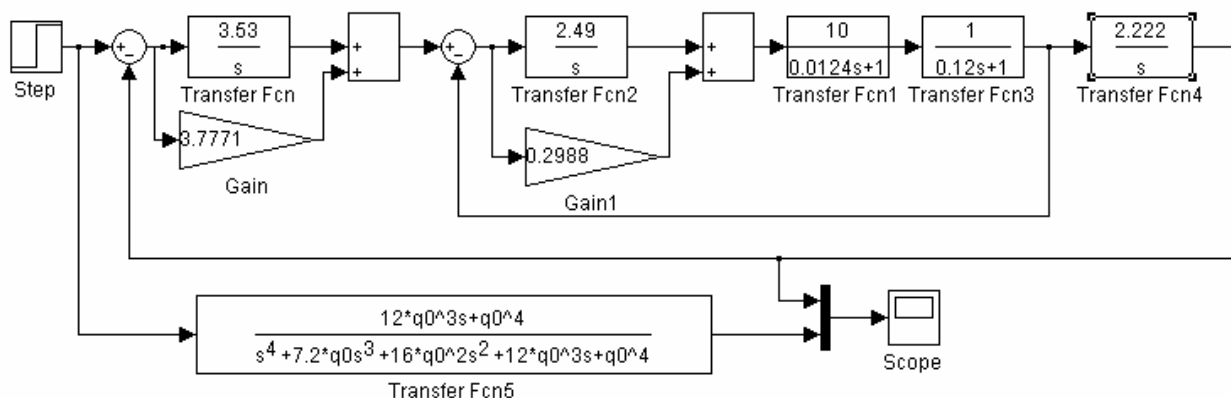 Step
+
-
3.53
s
Transfer Fcn
3.7771
Gain
+
+
+
-
2.49
s
Transfer Fcn2
0.2988
Gain1
+
+
10
0.0124s+1
Transfer Fcn1
1
0.12s+1
Transfer Fcn3
2.222
s
Transfer Fcn4
12*q0^3s+q0^4
s⁴+7.2*q0s³+16*q0^2s²+12*q0^3s+q0^4
Transfer Fcn5
Scope